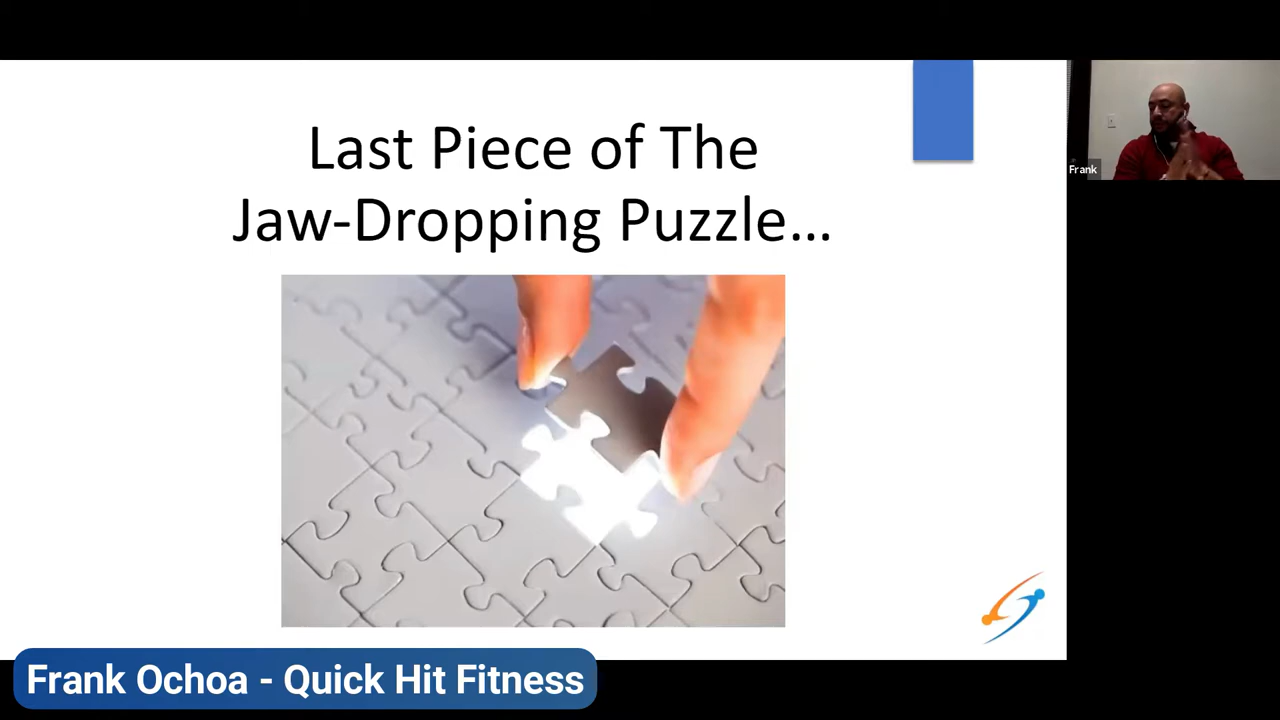 Last Piece of The
Jaw-Dropping Puzzle...
Frank
Frank Ochoa - Quick Hit Fitness